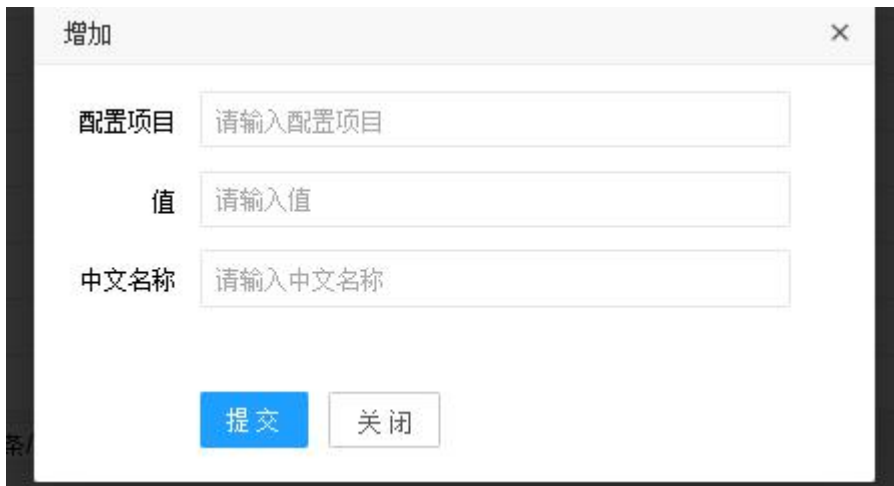 增加
配置项目 请输入配置项目
值 请输入值
中文名称 请输入中文名称
提交 关闭
条/